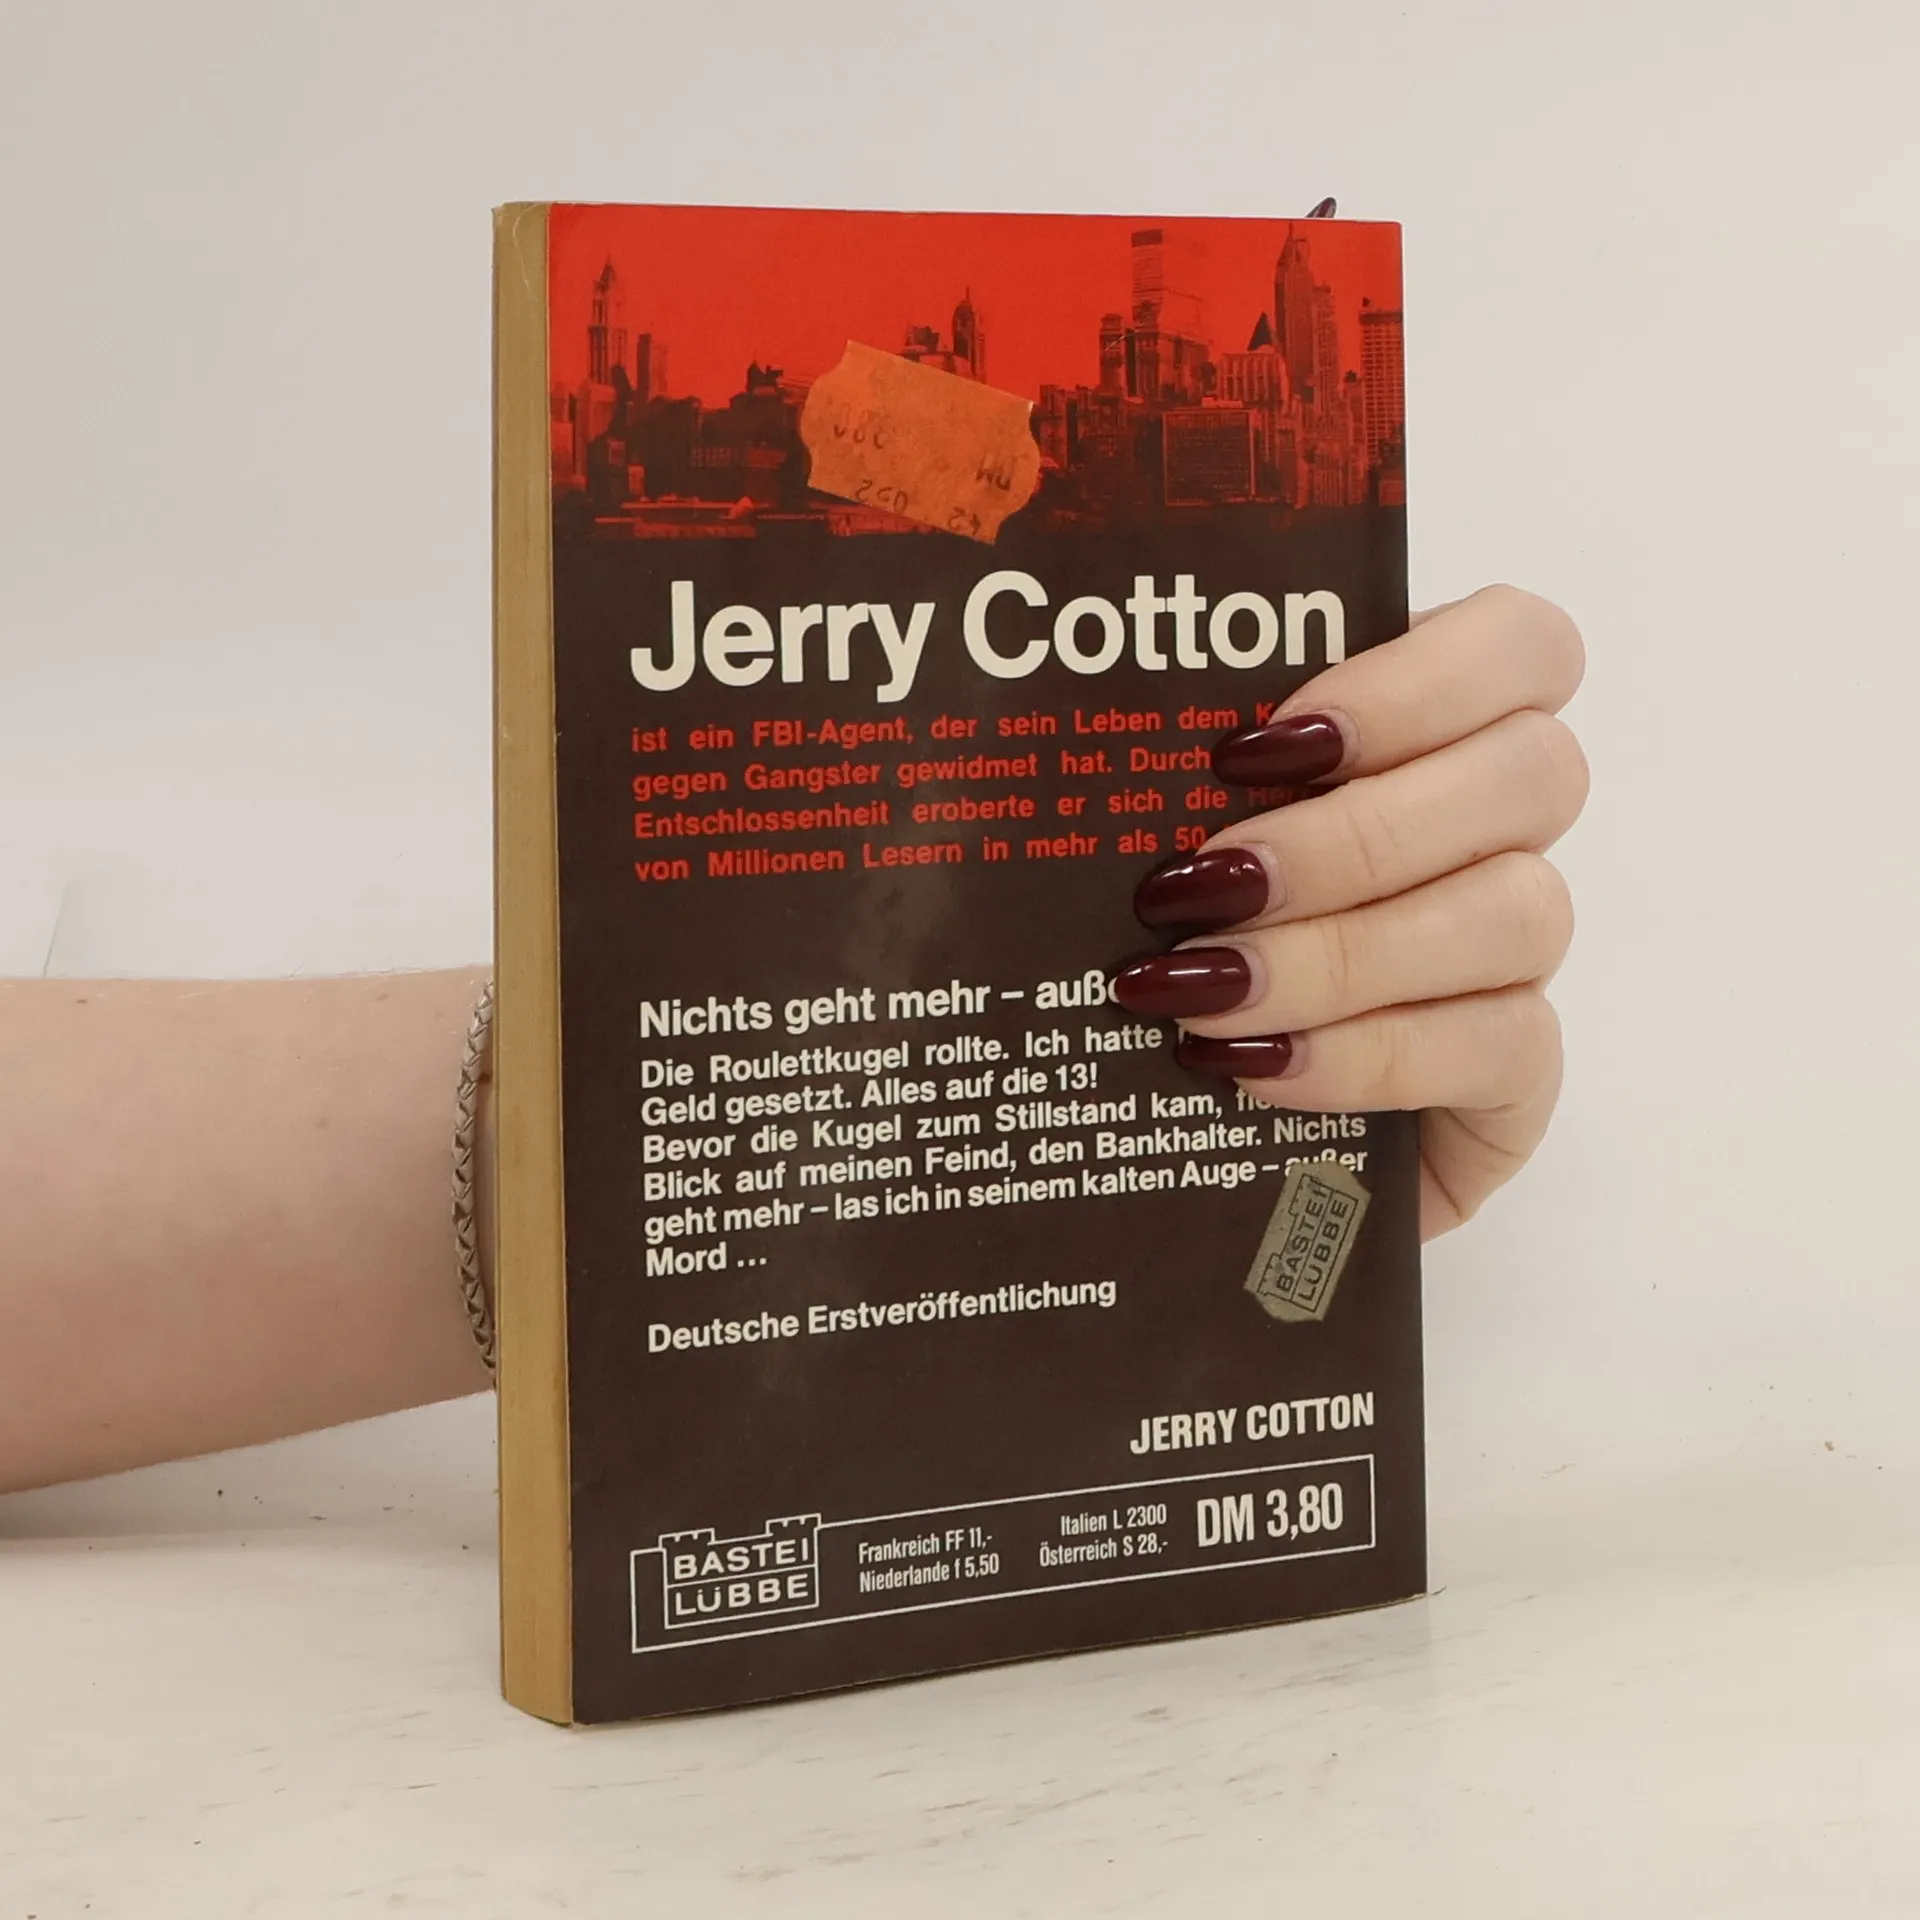 Jerry Cotton
ist ein FBI-Agent, der sein Leben dem
gegen Gangster gewidmet hat. Durch
Entschlossenheit eroberte er sich die
von Millionen Lesern in mehr als 50
Nichts geht mehr –
Die Roulettkugel rollte. Ich hatte
Geld gesetzt. Alles auf die 13!
Bevor die Kugel zum Stillstand kam,
Blick auf meinen Feind, den Bankhalter. Nichts
geht mehr – las ich in seinem kalten Auge – außer
Mord ...
BASTEI
LÜBBE
Deutsche Erstveröffentlichung
JERRY COTTON
BASTEI
LÜBBE
Frankreich FF 11,-
Niederlande f 5,50
Italien L 2300
Österreich S 28,-
DM 3,80